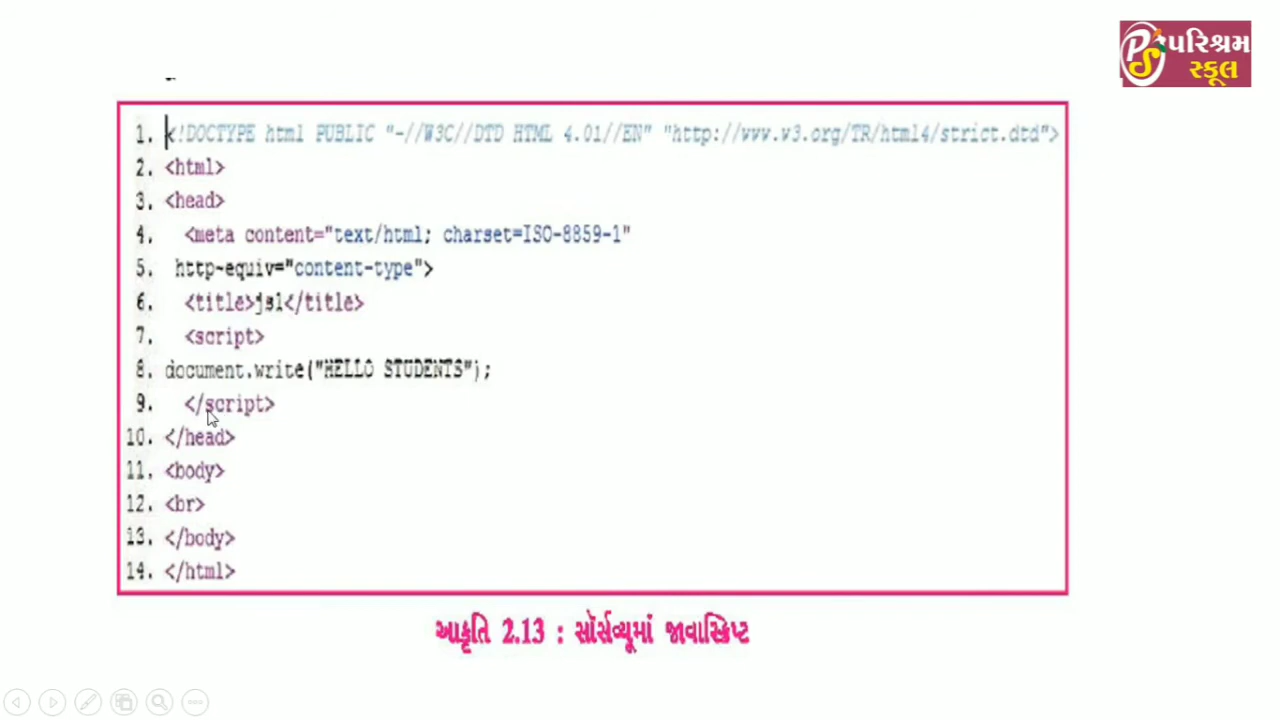 પરિશ્રમ
સ્કૂલ
1. <!DOCTYPE html PUBLIC "-//W3C//DTD HTML 4.01//EN" "http://www.w3.org/TR/html4/strict.dtd">
2. <html>
3. <head>
4. <meta content="text/html; charset=ISO-8859-1"
5. http-equiv="content-type">
6. <title>js1</title>
7. <script>
8. document.write("HELLO STUDENTS");
9. </script>
10. </head>
11. <body>
12. <br>
13. </body>
14. </html>
આકૃતિ 2.13 : સૉર્સવ્યૂમાં જાવાસ્ક્રિપ્ટ